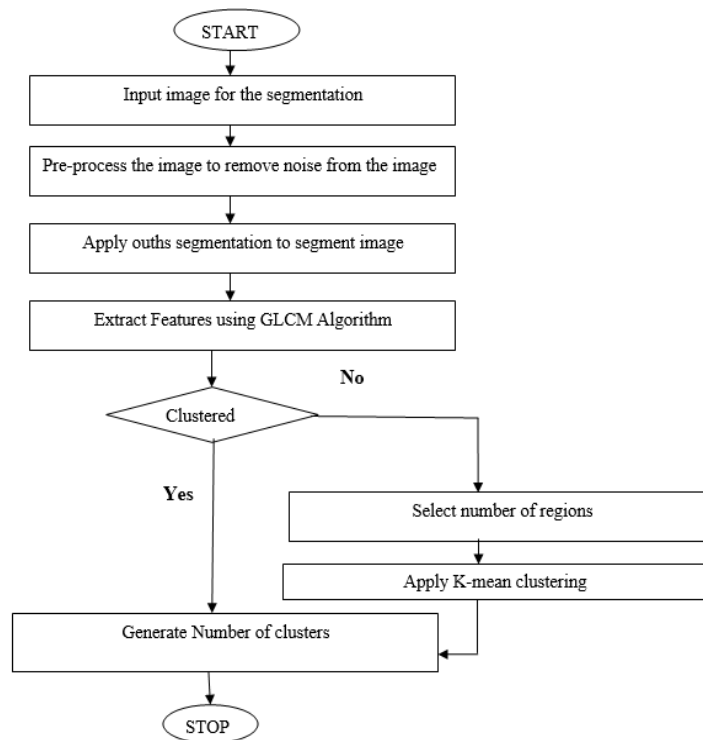 START
Input image for the segmentation
Pre-process the image to remove noise from the image
Apply ouths segmentation to segment image
Extract Features using GLCM Algorithm
No
Clustered
Yes
Select number of regions
Apply K-mean clustering
Generate Number of clusters
STOP